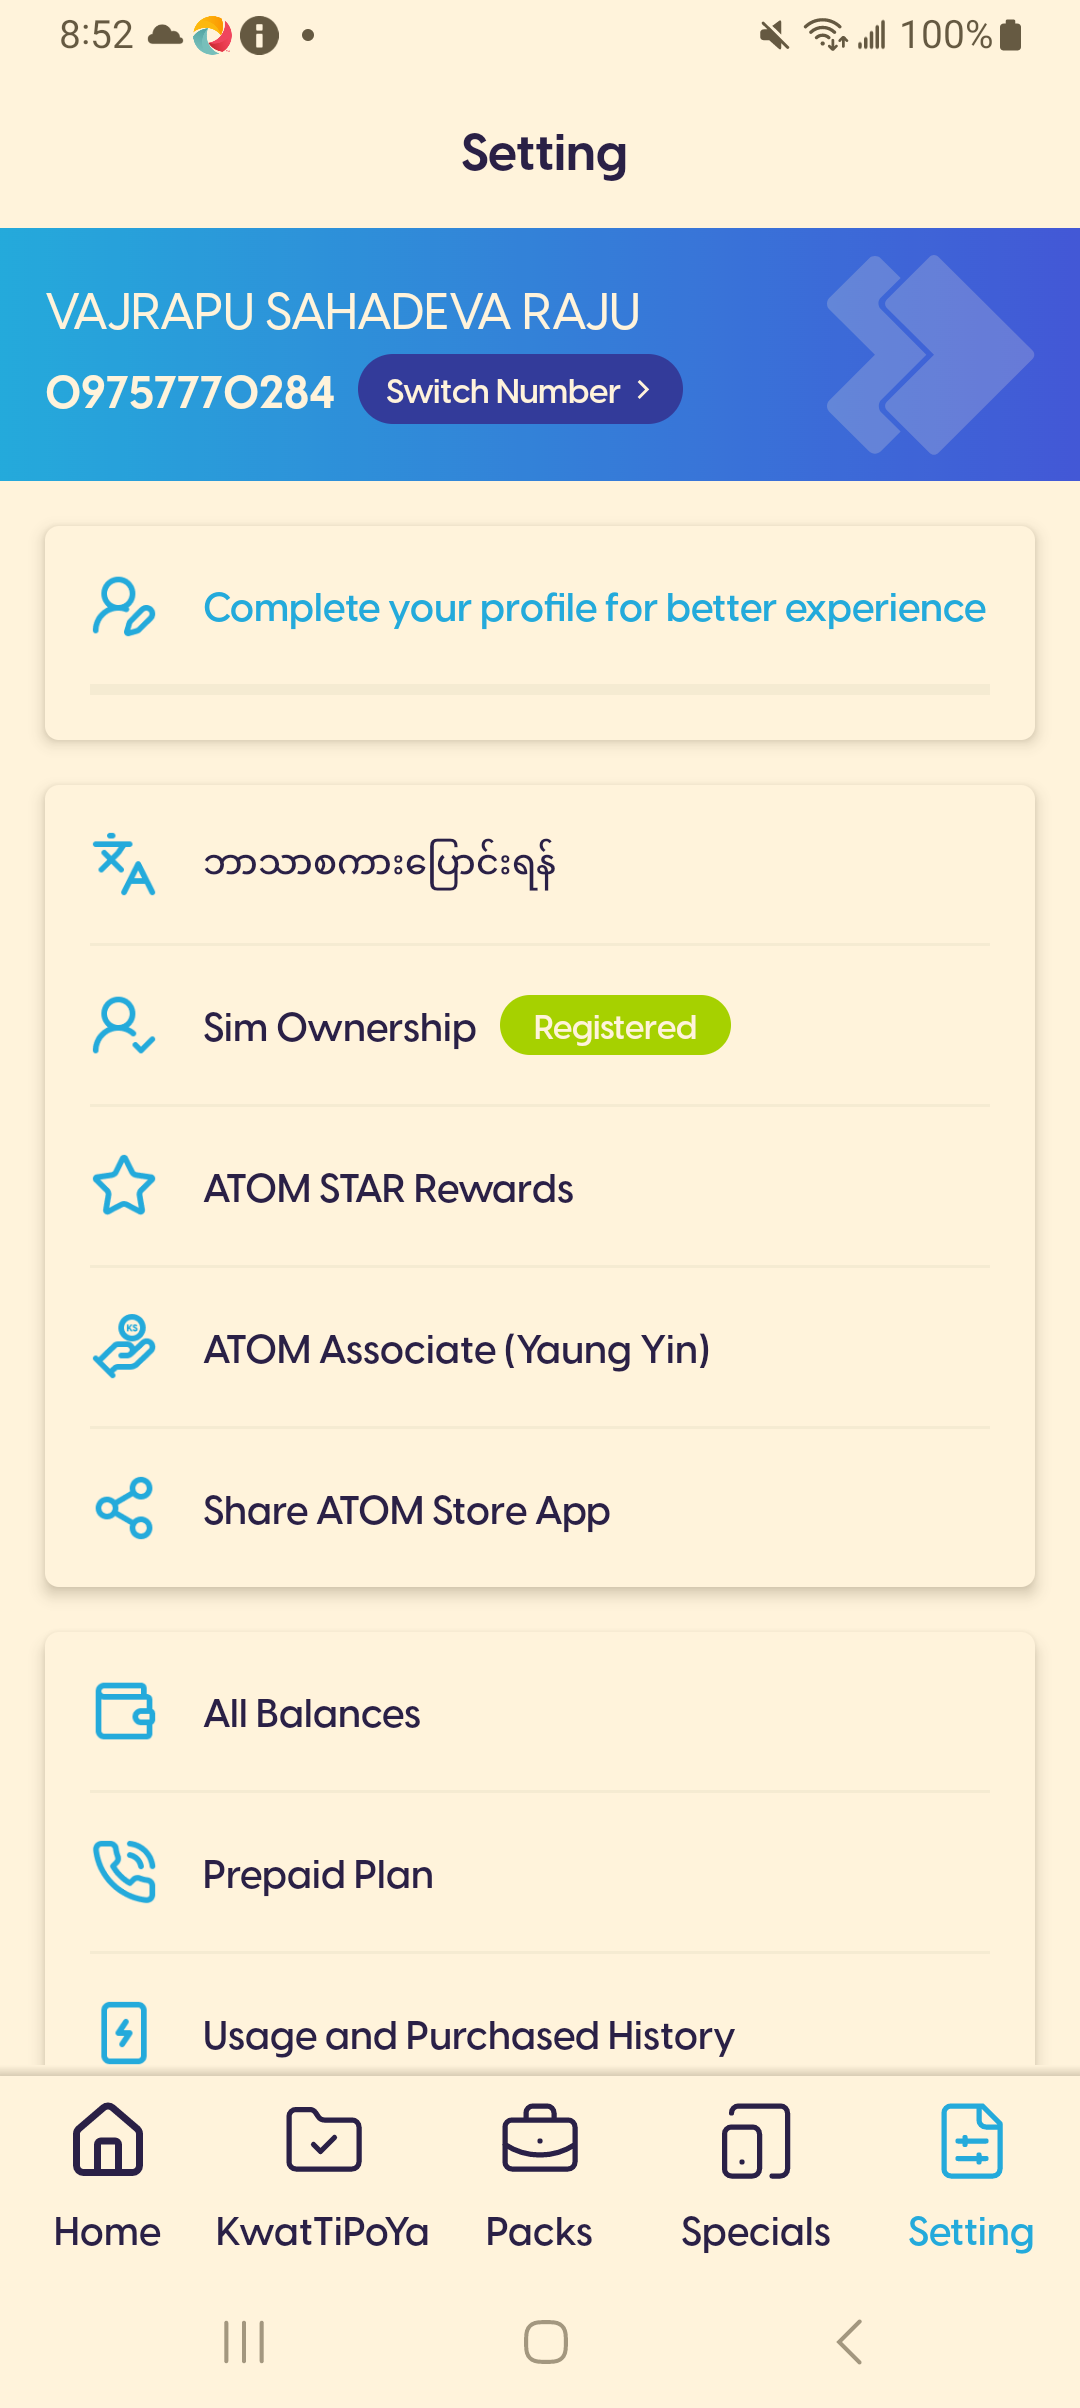 8:52
100%
Setting
VAJRAPU SAHADEVA RAJU
09757770284
Switch Number
Complete your profile for better experience
ဘာသာစကားပြောင်းရန်
Sim Ownership Registered
ATOM STAR Rewards
KS
ATOM Associate (Yaung Yin)
Share ATOM Store App
All Balances
Prepaid Plan
Usage and Purchased History
Home KwatTiPoYa Packs Specials Setting